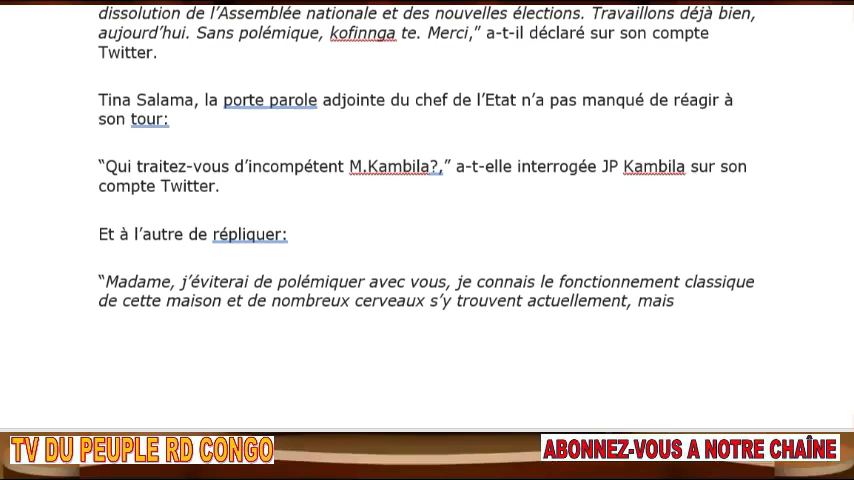 dissolution de l’Assemblée nationale et des nouvelles élections. Travaillons déjà bien,
aujourd’hui. Sans polémique, kofinnga te. Merci,” a-t-il déclaré sur son compte
Twitter.
Tina Salama, la porte parole adjointe du chef de l’Etat n’a pas manqué de réagir à
son tour:
“Qui traitez-vous d’incompétent M.Kambila?,” a-t-elle interrogée JP Kambila sur son
compte Twitter.
Et à l’autre de répliquer:
“Madame, j’éviterai de polémiquer avec vous, je connais le fonctionnement classique
de cette maison et de nombreux cerveaux s’y trouvent actuellement, mais
TV DU PEUPLE RD CONGO
ABONNEZ-VOUS A NOTRE CHAÎNE